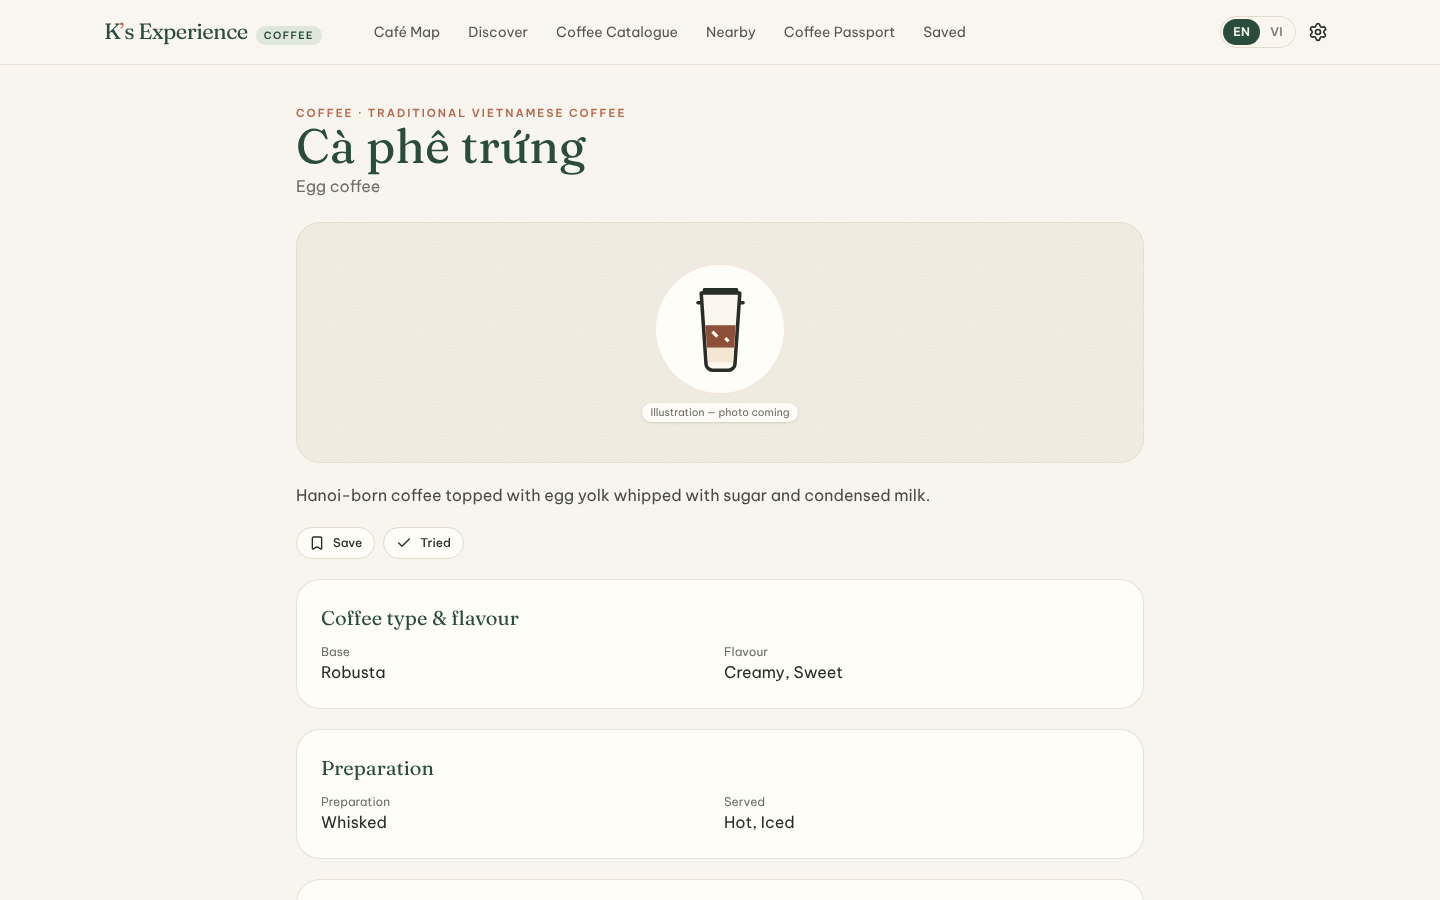 K's Experience COFFEE
Café Map
Discover
Coffee Catalogue
Nearby
Coffee Passport
Saved
EN
VI
COFFEE · TRADITIONAL VIETNAMESE COFFEE
Cà phê trứng
Egg coffee
Illustration — photo coming
Hanoi-born coffee topped with egg yolk whipped with sugar and condensed milk.
Save
Tried
Coffee type & flavour
Base
Flavour
Robusta
Creamy, Sweet
Preparation
Preparation
Served
Whisked
Hot, Iced